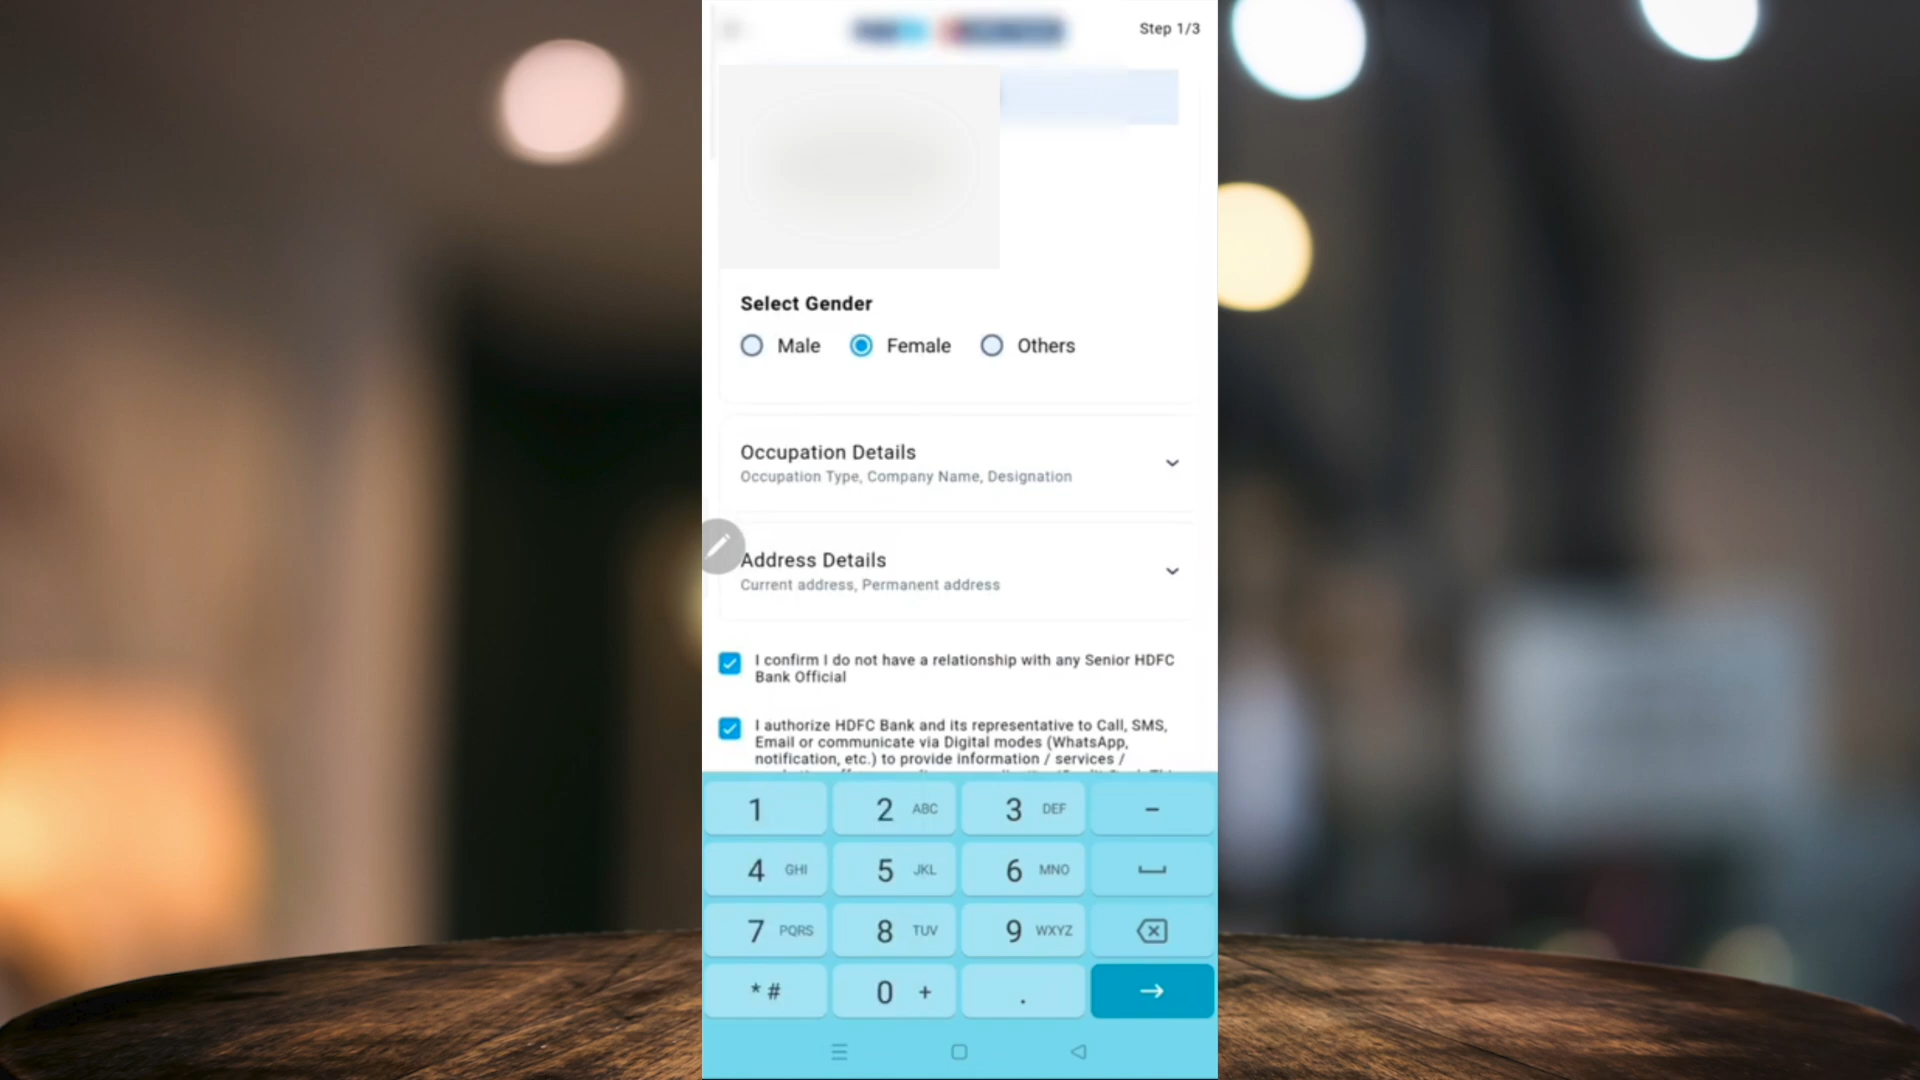 Step 1/3
Select Gender
Male Female Others
Occupation Details
Occupation Type, Company Name, Designation
Address Details
Current address, Permanent address
I confirm I do not have a relationship with any Senior HDFC
Bank Official
I authorize HDFC Bank and its representative to Call, SMS,
Email or communicate via Digital modes (WhatsApp,
notification, etc.) to provide information / services /
1 2 ABC 3 DEF -
4 GHI 5 JKL 6 MNO
7 PQRS 8 TUV 9 WXYZ
* # 0 + .